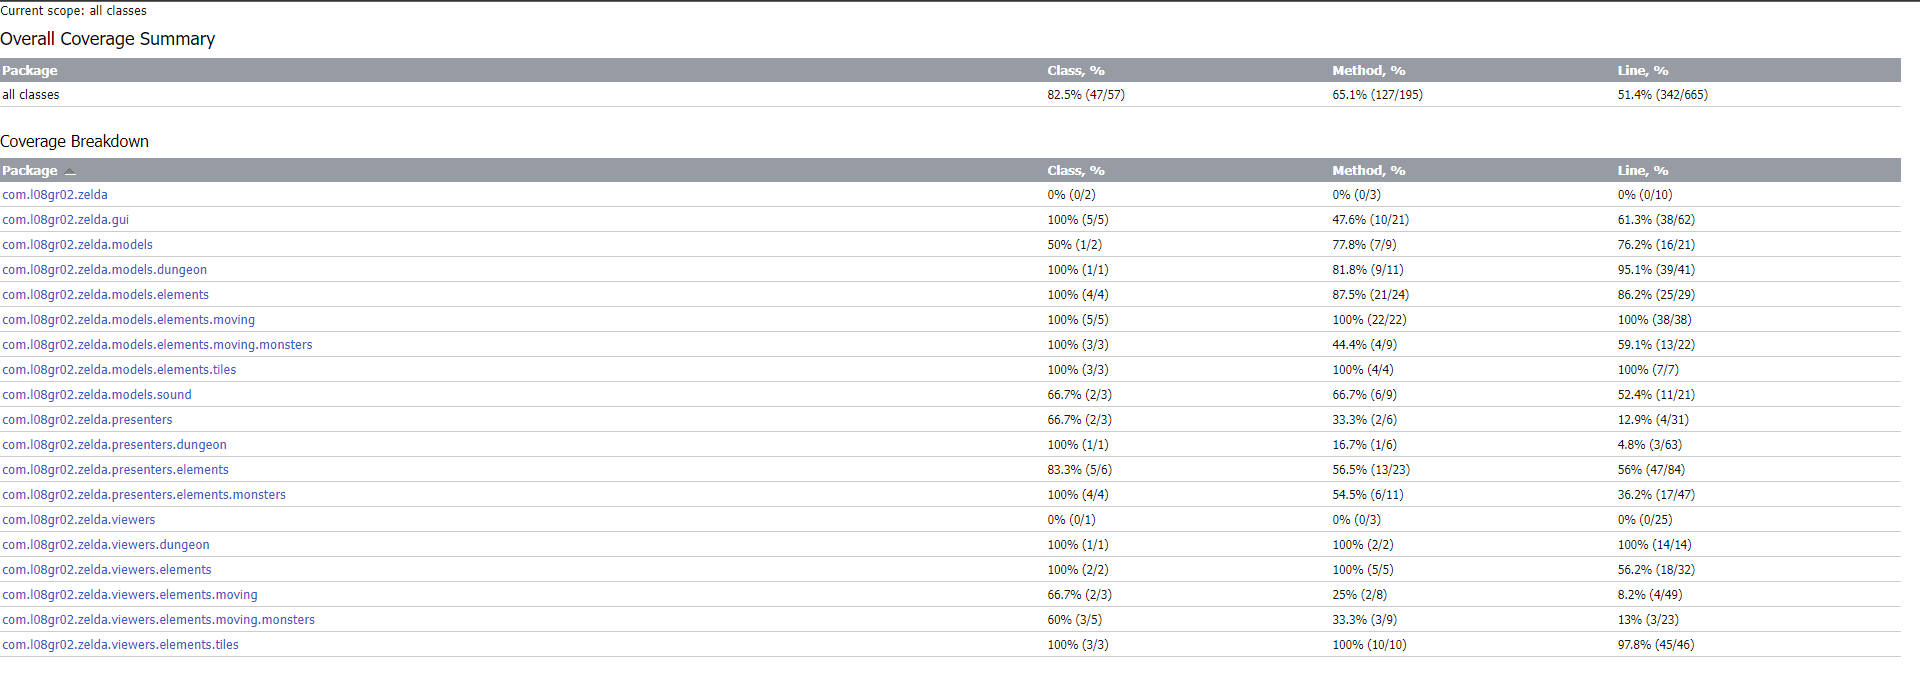 Current scope: all classes
Overall Coverage Summary
Package Class, % Method, % Line, %
all classes 82.5% (47/57) 65.1% (127/195) 51.4% (342/665)
Coverage Breakdown
Package Class, % Method, % Line, %
com.l08gr02.zelda 0% (0/2) 0% (0/3) 0% (0/10)
com.l08gr02.zelda.gui 100% (5/5) 47.6% (10/21) 61.3% (38/62)
com.l08gr02.zelda.models 50% (1/2) 77.8% (7/9) 76.2% (16/21)
com.l08gr02.zelda.models.dungeon 100% (1/1) 81.8% (9/11) 95.1% (39/41)
com.l08gr02.zelda.models.elements 100% (4/4) 87.5% (21/24) 86.2% (25/29)
com.l08gr02.zelda.models.elements.moving 100% (5/5) 100% (22/22) 100% (38/38)
com.l08gr02.zelda.models.elements.moving.monsters 100% (3/3) 44.4% (4/9) 59.1% (13/22)
com.l08gr02.zelda.models.elements.tiles 100% (3/3) 100% (4/4) 100% (7/7)
com.l08gr02.zelda.models.sound 66.7% (2/3) 66.7% (6/9) 52.4% (11/21)
com.l08gr02.zelda.presenters 66.7% (2/3) 33.3% (2/6) 12.9% (4/31)
com.l08gr02.zelda.presenters.dungeon 100% (1/1) 16.7% (1/6) 4.8% (3/63)
com.l08gr02.zelda.presenters.elements 83.3% (5/6) 56.5% (13/23) 56% (47/84)
com.l08gr02.zelda.presenters.elements.monsters 100% (4/4) 54.5% (6/11) 36.2% (17/47)
com.l08gr02.zelda.viewers 0% (0/1) 0% (0/3) 0% (0/25)
com.l08gr02.zelda.viewers.dungeon 100% (1/1) 100% (2/2) 100% (14/14)
com.l08gr02.zelda.viewers.elements 100% (2/2) 100% (5/5) 56.2% (18/32)
com.l08gr02.zelda.viewers.elements.moving 66.7% (2/3) 25% (2/8) 8.2% (4/49)
com.l08gr02.zelda.viewers.elements.moving.monsters 60% (3/5) 33.3% (3/9) 13% (3/23)
com.l08gr02.zelda.viewers.elements.tiles 100% (3/3) 100% (10/10) 97.8% (45/46)